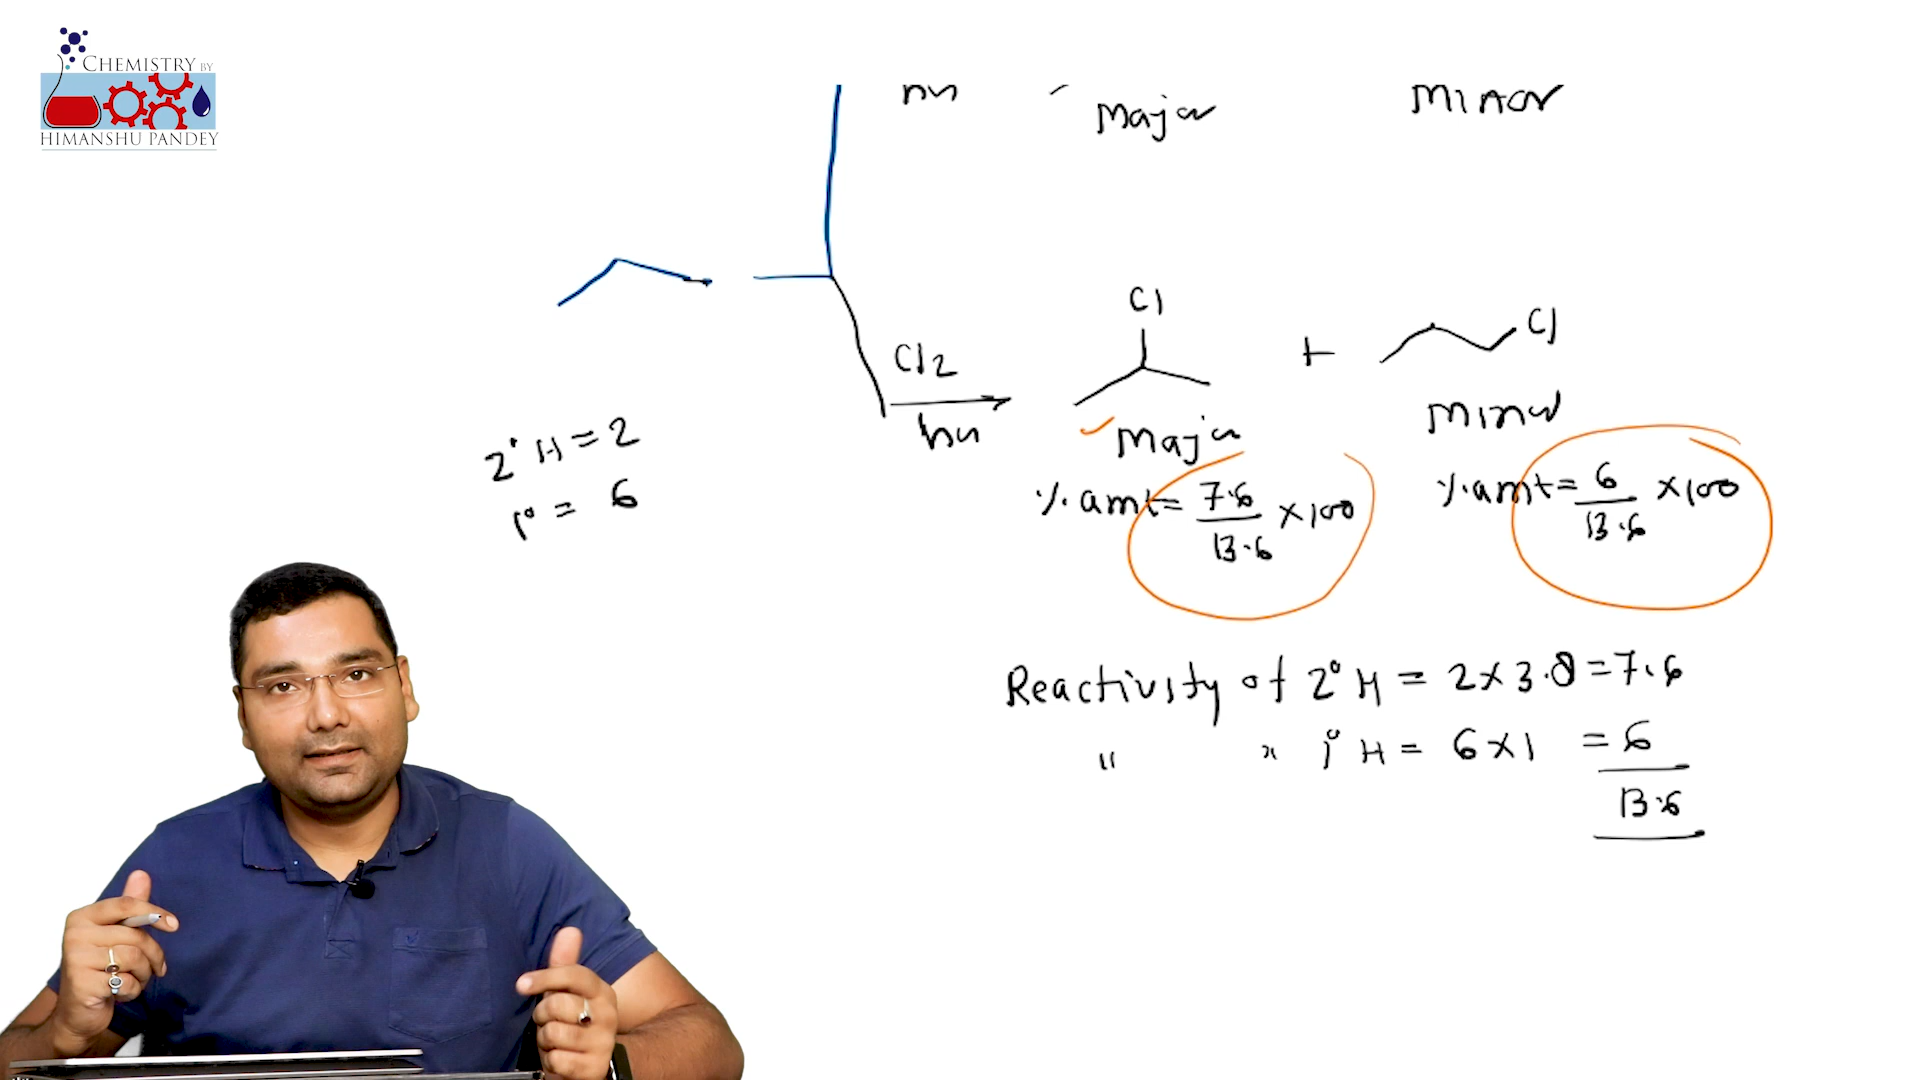 CHEMISTRY BY
HIMANSHU PANDEY
hν Major Minor
Cl
Cl
Cl2
+
hν
Major
Minor
2° H = 2
1° = 6
%. amt = 7.6/13.6 × 100
%. amt = 6/13.6 × 100
Reactivity of 2° H = 2 × 3.8 = 7.6
" " 1° H = 6 × 1 = 6
13.6